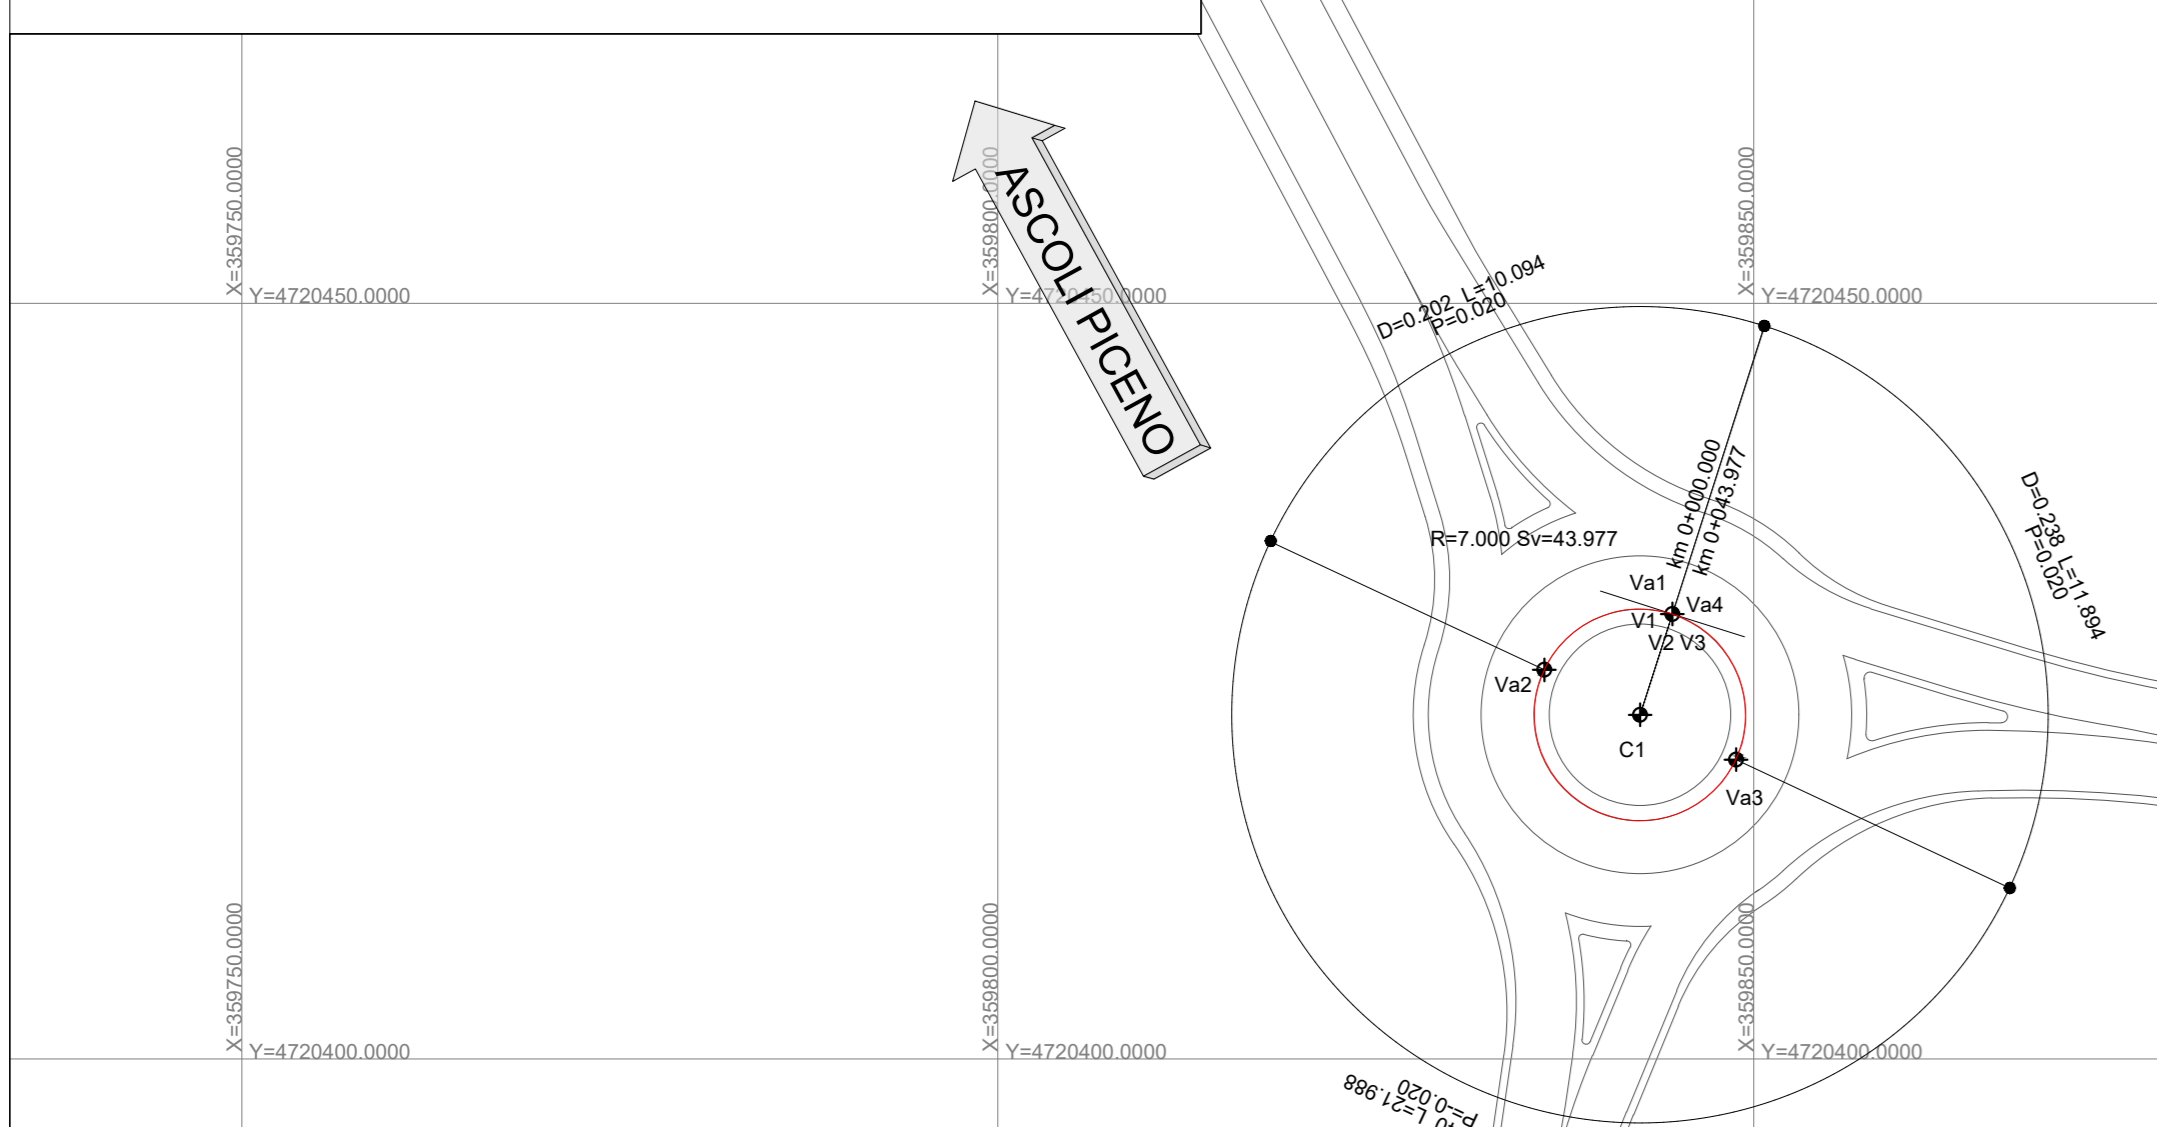 X=359750.0000
X=359800.0000
X=359850.0000
Y=4720450.0000
Y=4720450.0000
Y=4720450.0000
ASCOLI PICENO
D=0.202 L=10.094
P=0.020
km 0+000.000
km 0+043.977
D=0.238 L=11.894
P=0.020
R=7.000 Sv=43.977
Va1
Va4
V1
V2 V3
Va2
C1
Va3
X=359750.0000
X=359800.0000
X=359850.0000
Y=4720400.0000
Y=4720400.0000
Y=4720400.0000
L=21.988
P=-0.020